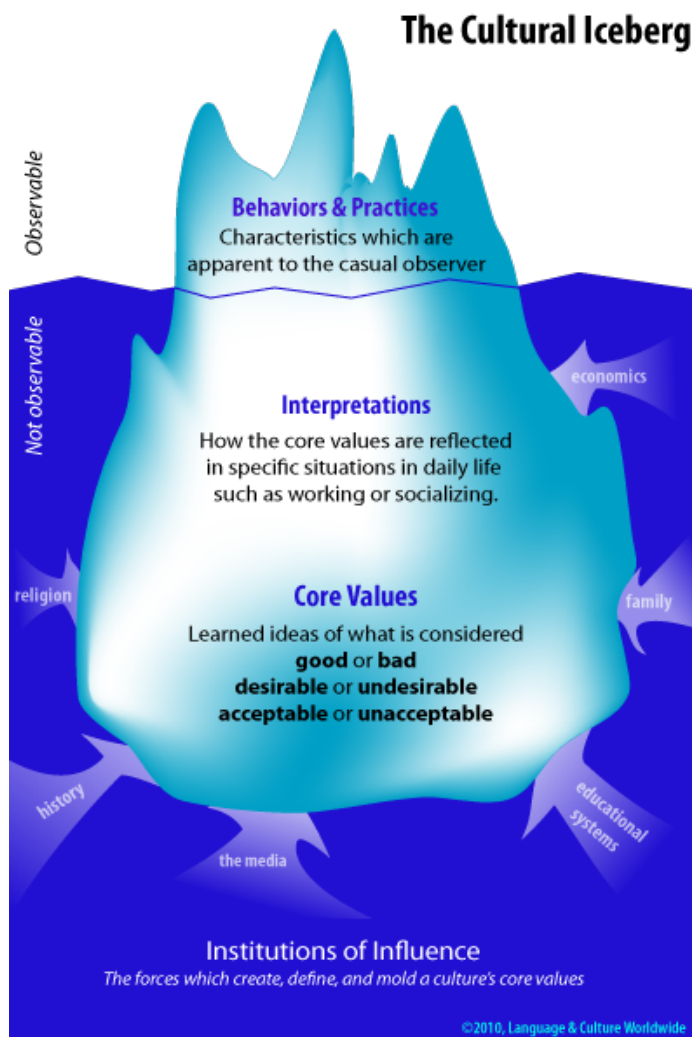 The Cultural Iceberg
Observable
Behaviors & Practices
Characteristics which are
apparent to the casual observer
Not observable
economics
Interpretations
How the core values are reflected
in specific situations in daily life
such as working or socializing.
religion
family
Core Values
Learned ideas of what is considered
good or bad
desirable or undesirable
acceptable or unacceptable
history
educational
systems
the media
Institutions of Influence
The forces which create, define, and mold a culture's core values
©2010, Language & Culture Worldwide